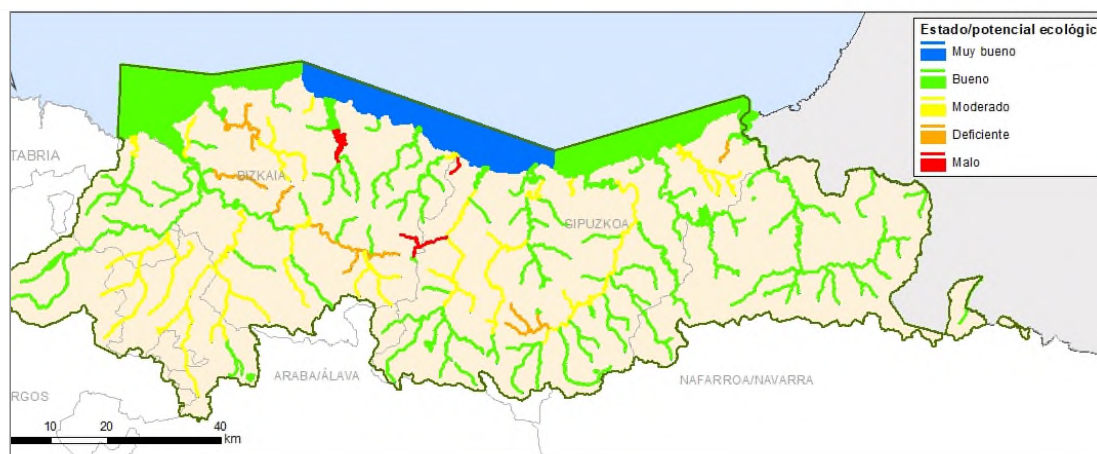 Estado/potencial ecológic
Muy bueno
Bueno
Moderado
Deficiente
Malo
TABRIA
BIZKAIA
GIPUZKOA
ARABA/ÁLAVA
NAFARROA/NAVARRA
RGOS
10 20 40
km